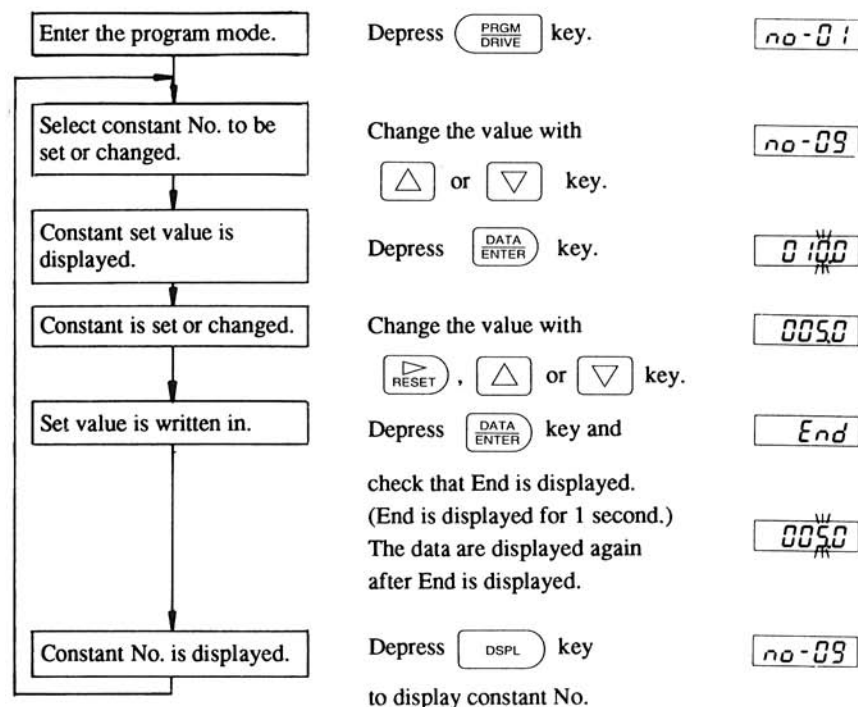 Enter the program mode.
Depress PRGM DRIVE key.
no-01
Select constant No. to be
set or changed.
Change the value with
or key.
no-09
Constant set value is
displayed.
Depress DATA ENTER key.
010.0
Constant is set or changed.
Change the value with
RESET , or key.
005.0
Set value is written in.
Depress DATA ENTER key and
End
check that End is displayed.
(End is displayed for 1 second.)
The data are displayed again
after End is displayed.
005.0
Constant No. is displayed.
Depress DSPL key
to display constant No.
no-09